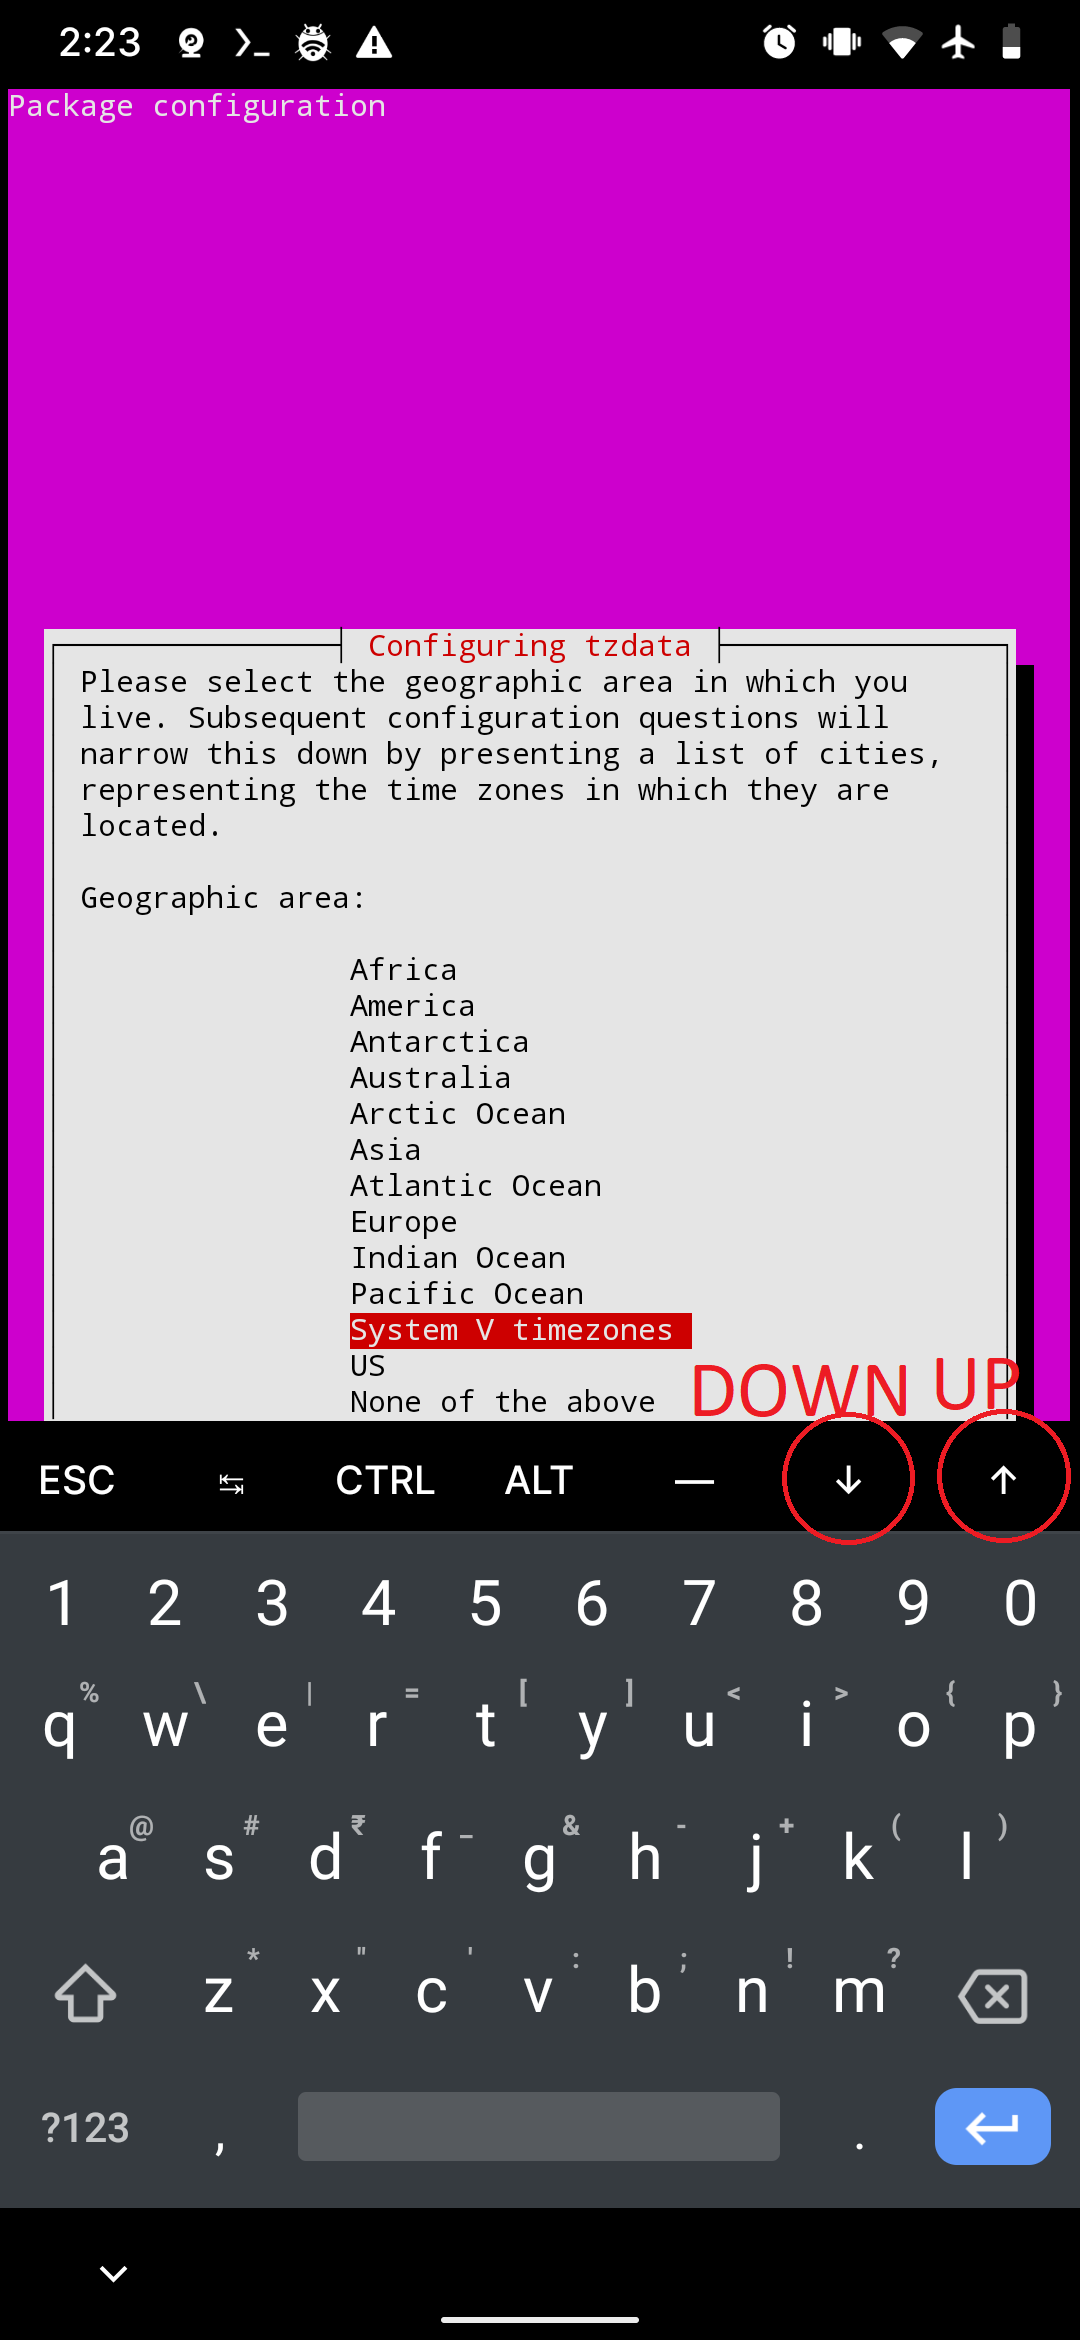 2:23
Package configuration
Configuring tzdata
Please select the geographic area in which you
live. Subsequent configuration questions will
narrow this down by presenting a list of cities,
representing the time zones in which they are
located.
Geographic area:
Africa
America
Antarctica
Australia
Arctic Ocean
Asia
Atlantic Ocean
Europe
Indian Ocean
Pacific Ocean
System V timezones
US
None of the above
DOWN UP
ESC ↹ CTRL ALT — ↓ ↑
1 2 3 4 5 6 7 8 9 0
% \ | = [ ] < > { }
q w e r t y u i o p
@ # ₹ _ & - + ( )
a s d f g h j k l
* " ' : ; ! ?
z x c v b n m
?123 , .